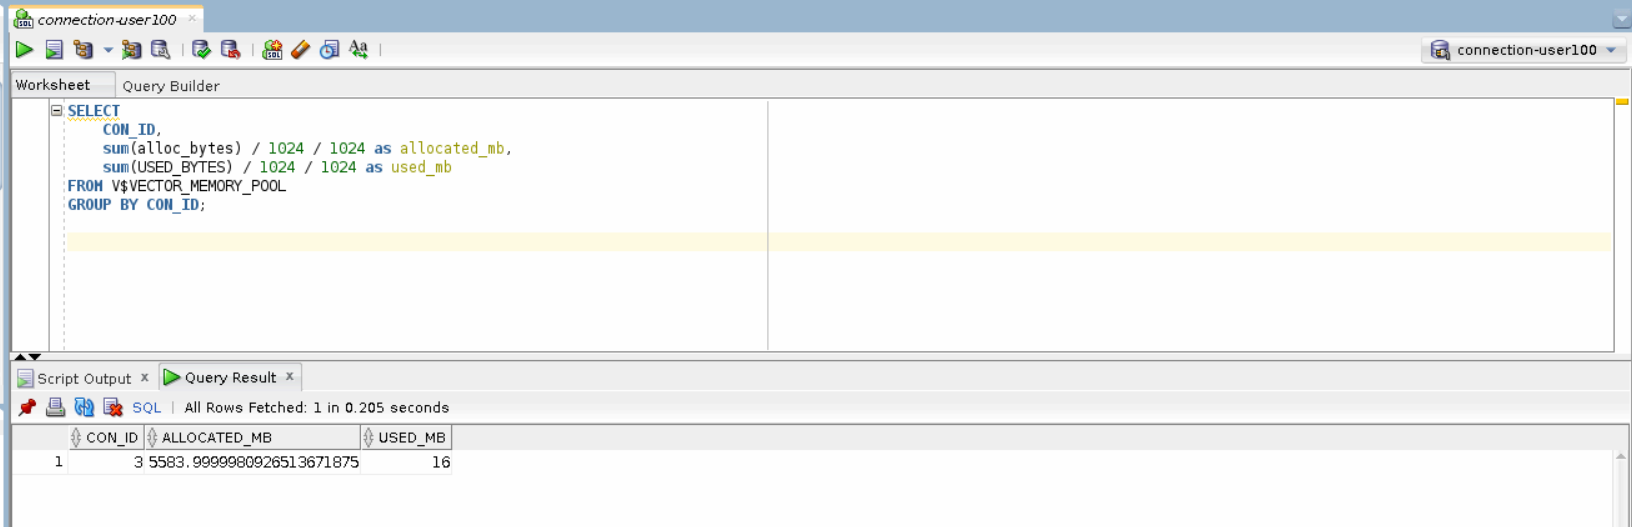 connection-user100
connection-user100
Worksheet Query Builder
SELECT
CON_ID,
sum(alloc_bytes) / 1024 / 1024 as allocated_mb,
sum(USED_BYTES) / 1024 / 1024 as used_mb
FROM V$VECTOR_MEMORY_POOL
GROUP BY CON_ID;
Script Output x Query Result x
SQL | All Rows Fetched: 1 in 0.205 seconds
CON_ID ALLOCATED_MB USED_MB
1 3 5583.9999980926513671875 16